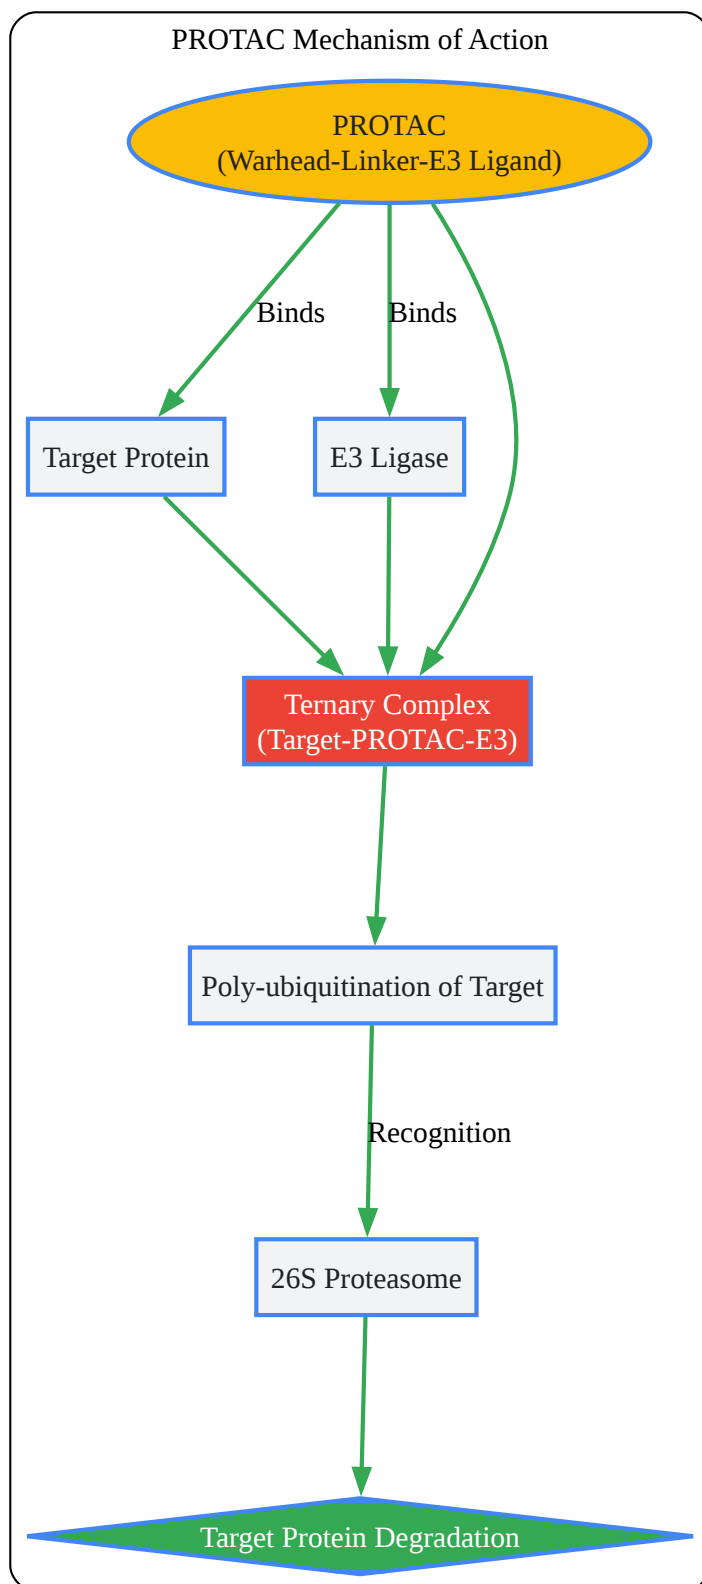 PROTAC Mechanism of Action
PROTAC
(Warhead-Linker-E3 Ligand)
Binds
Binds
Target Protein
E3 Ligase
Ternary Complex
(Target-PROTAC-E3)
Poly-ubiquitination of Target
Recognition
26S Proteasome
Target Protein Degradation